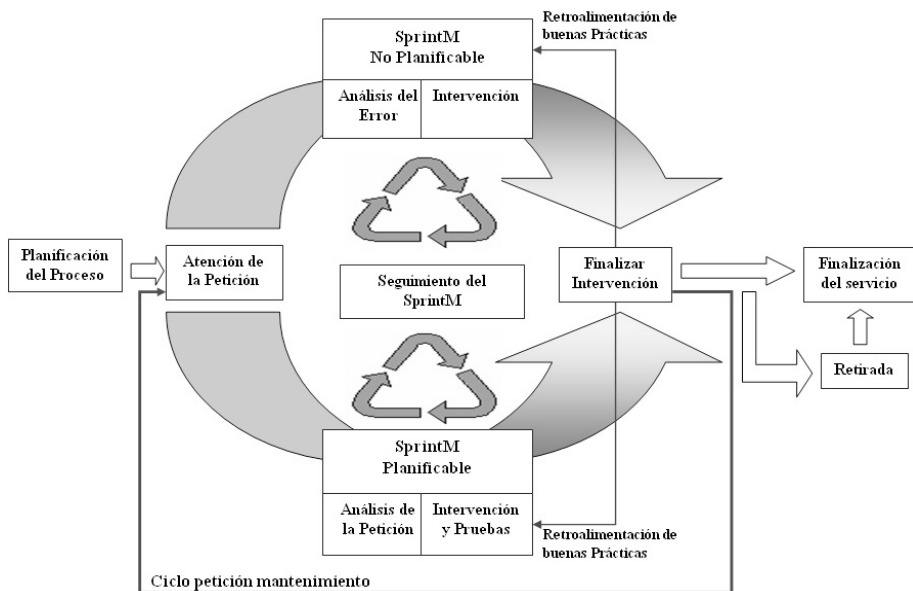 Retroalimentación de
buenas Prácticas
SprintM
No Planificable
Análisis del
Error
Intervención
Planificación
del Proceso
Atención de
la Petición
Seguimiento del
SprintM
Finalizar
Intervención
Finalización
del servicio
Retirada
SprintM
Planificable
Análisis de
la Petición
Intervención
y Pruebas
Retroalimentación de
buenas Prácticas
Ciclo petición mantenimiento